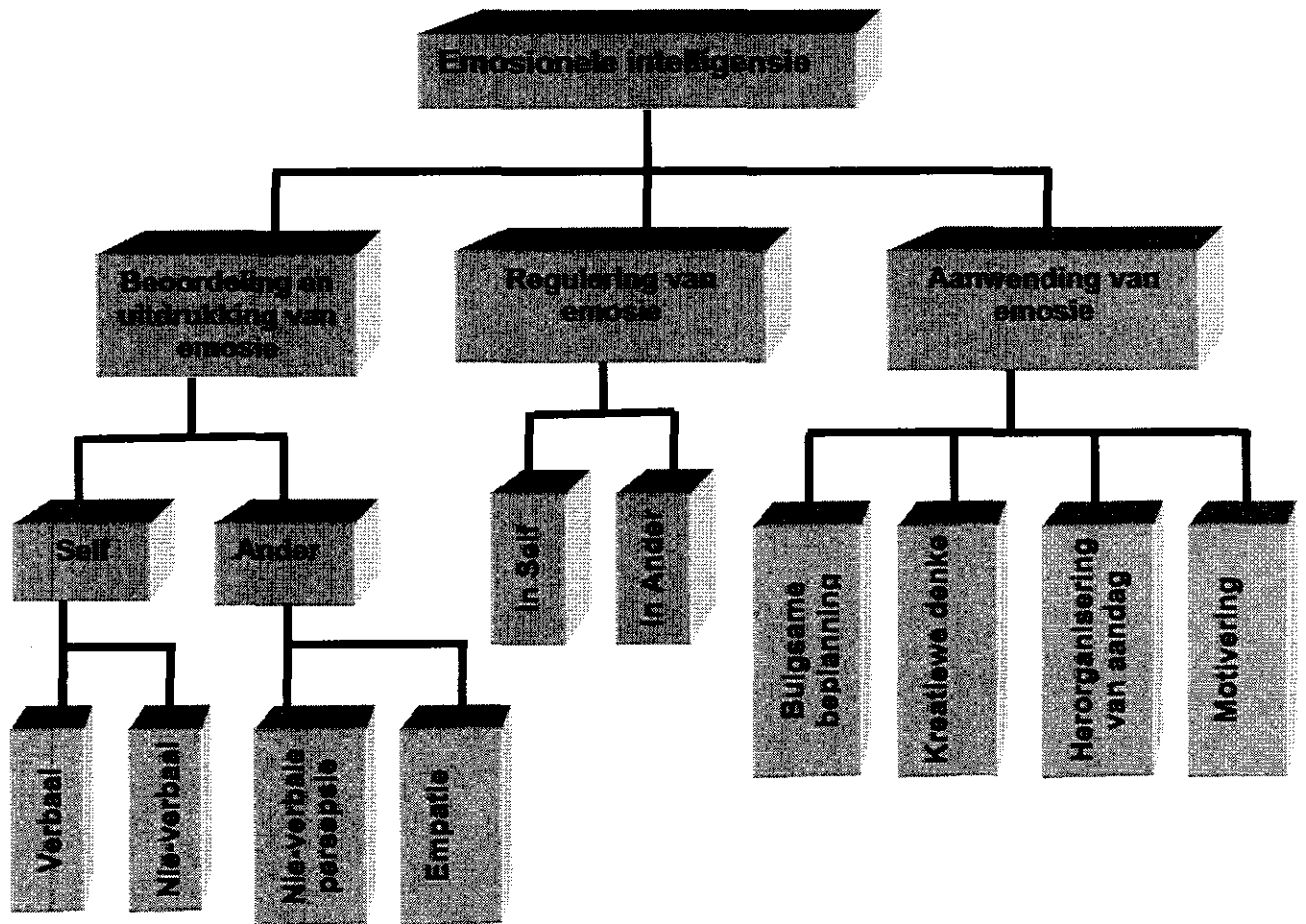 Emosionele intelligensie
Beoordeling en
uitdrukking van
emosie
Regulering van
emosie
Aanwending van
emosie
Self
Ander
In Self
In Ander
Buigsame
beplanning
Kreatiewe denke
Herorganisering
van aandag
Motivering
Verbaal
Nie-verbaal
Nie-verbale
persepsie
Empatie